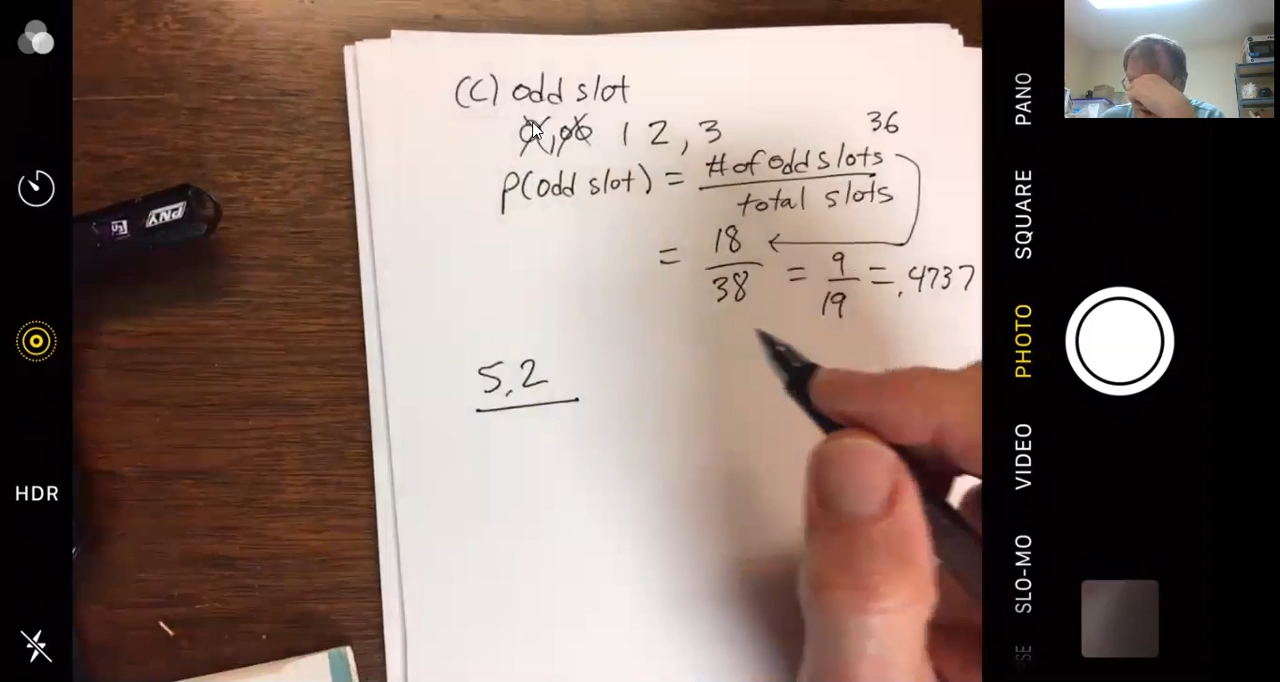 (C) odd slot
0, 00 1 2, 3
36
P(odd slot) = # of odd slots
total slots
= 18
38
= 9
19
= .4737
5.2
PNY
HDR
PANO
SQUARE
PHOTO
VIDEO
SLO-MO
SE